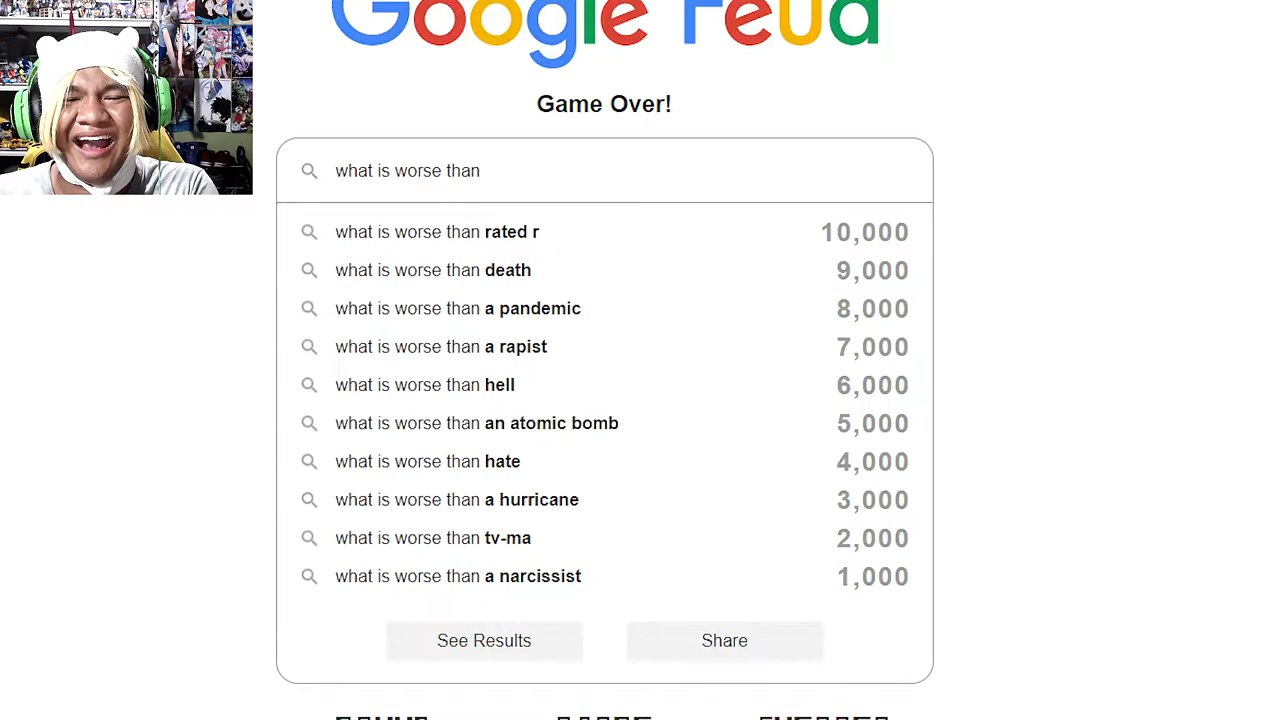 Google Feud
Game Over!
what is worse than
what is worse than rated r 10,000
what is worse than death 9,000
what is worse than a pandemic 8,000
what is worse than a rapist 7,000
what is worse than hell 6,000
what is worse than an atomic bomb 5,000
what is worse than hate 4,000
what is worse than a hurricane 3,000
what is worse than tv-ma 2,000
what is worse than a narcissist 1,000
See Results Share